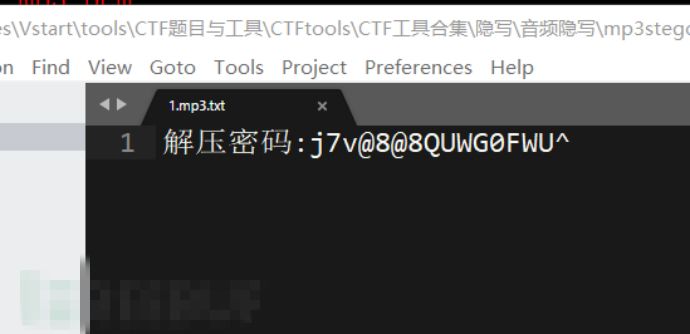 es\Vstart\tools\CTF题目与工具\CTFtools\CTF工具合集\隐写\音频隐写\mp3steg
on Find View Goto Tools Project Preferences Help
1.mp3.txt ×
1 解压密码:j7v@8@8QUWG0FWU^